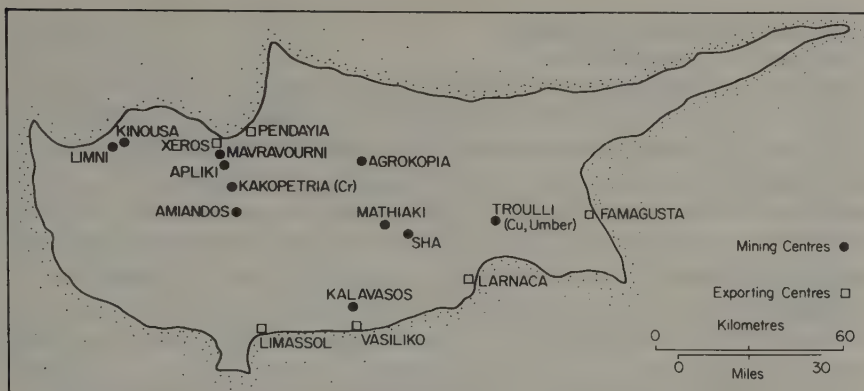 KINOUSA
LIMNI
XEROS
PENDAYIA
MAVRAVOURNI
APLIKI
AGROKOPIA
KAKOPETRIA (Cr)
AMIANDOS
MATHIAKI
SHA
TROULLI
(Cu, Umber)
FAMAGUSTA
Mining Centres
LARNACA
Exporting Centres
KALAVASOS
LIMASSOL
VASILIKO
Kilometres
0 60
0 30
Miles